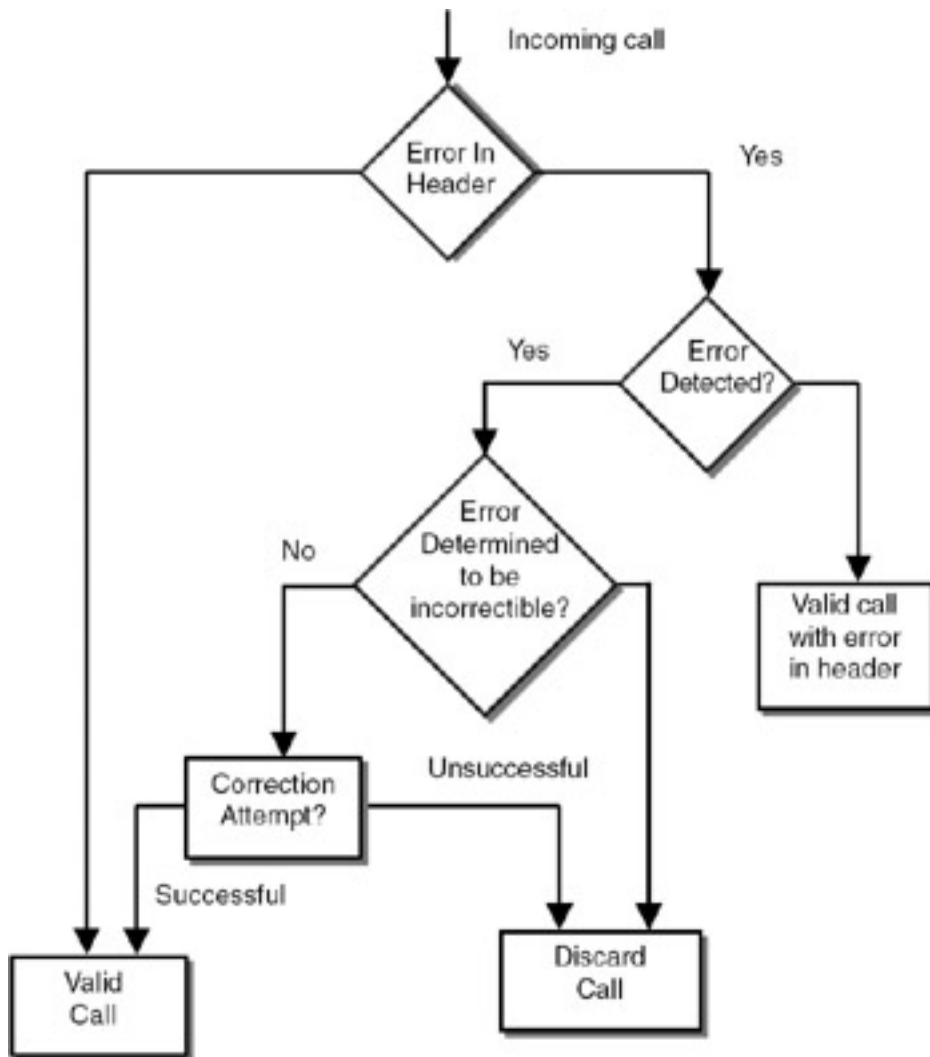 Incoming call
Error In
Header
Yes
Yes
Error
Detected?
Error
Determined
to be
incorrectible?
No
Valid call
with error
in header
Correction
Attempt?
Unsuccessful
Successful
Valid
Call
Discard
Call